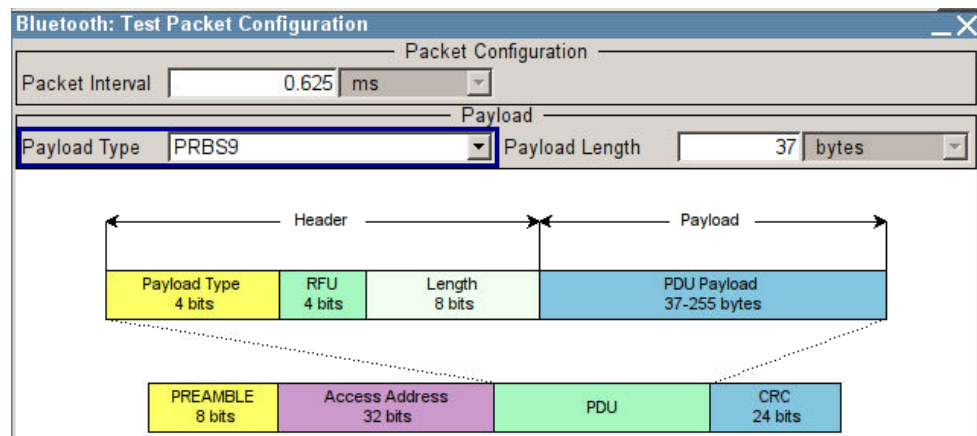 Bluetooth: Test Packet Configuration
Packet Configuration
Packet Interval 0.625 ms
Payload
Payload Type PRBS9 Payload Length 37 bytes
Header Payload
Payload Type RFU Length PDU Payload
4 bits 4 bits 8 bits 37-255 bytes
PREAMBLE Access Address PDU CRC
8 bits 32 bits 24 bits